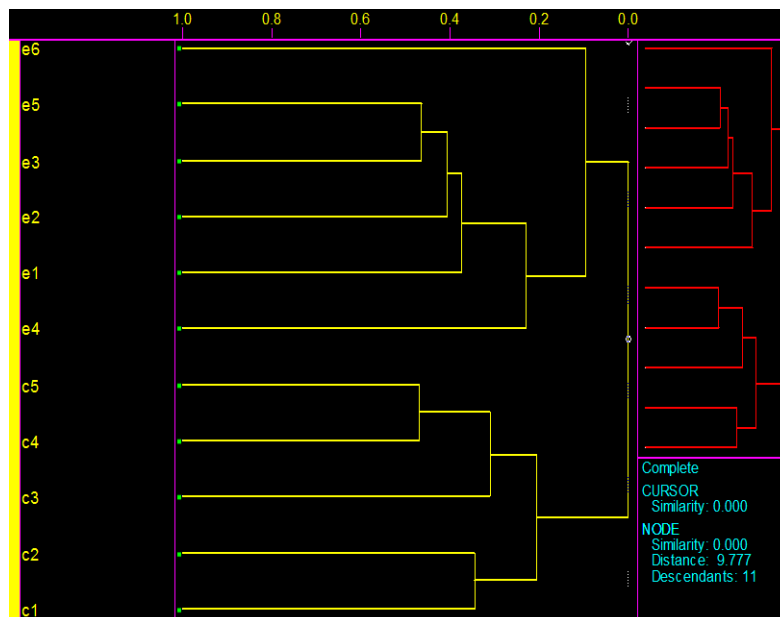 1.0 0.8 0.6 0.4 0.2 0.0
e6
e5
e3
e2
e1
e4
c5
c4
c3
c2
c1
Complete
CURSOR
Similarity: 0.000
NODE
Similarity: 0.000
Distance: 9.777
Descendants: 11